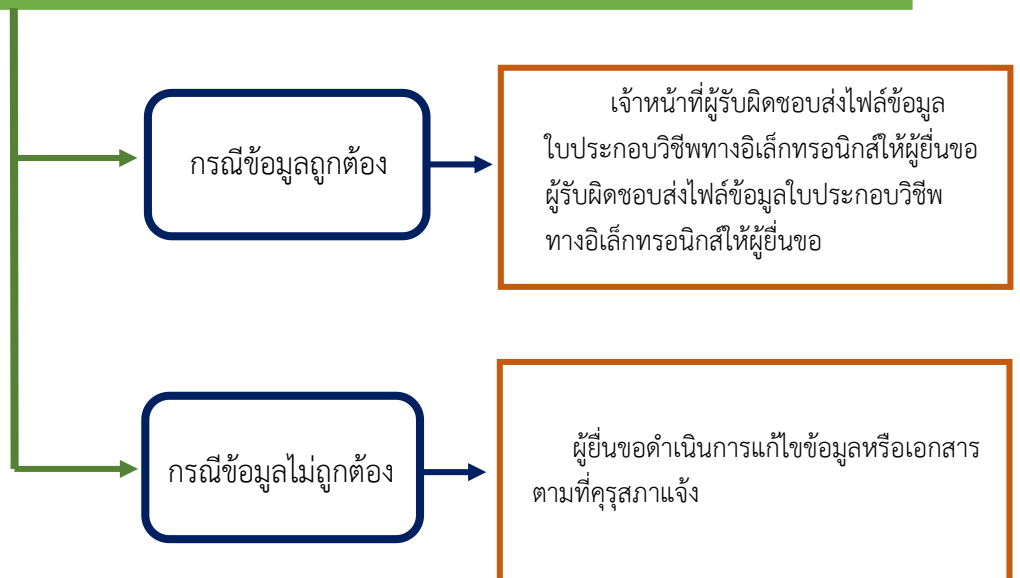 กรณีข้อมูลถูกต้อง
เจ้าหน้าที่ผู้รับผิดชอบส่งไฟล์ข้อมูล
ใบประกอบวิชีพทางอิเล็กทรอนิกส์ให้ผู้ยื่นขอ
ผู้รับผิดชอบส่งไฟล์ข้อมูลใบประกอบวิชีพ
ทางอิเล็กทรอนิกส์ให้ผู้ยื่นขอ
กรณีข้อมูลไม่ถูกต้อง
ผู้ยื่นขอดำเนินการแก้ไขข้อมูลหรือเอกสาร
ตามที่คุรุสภาแจ้ง